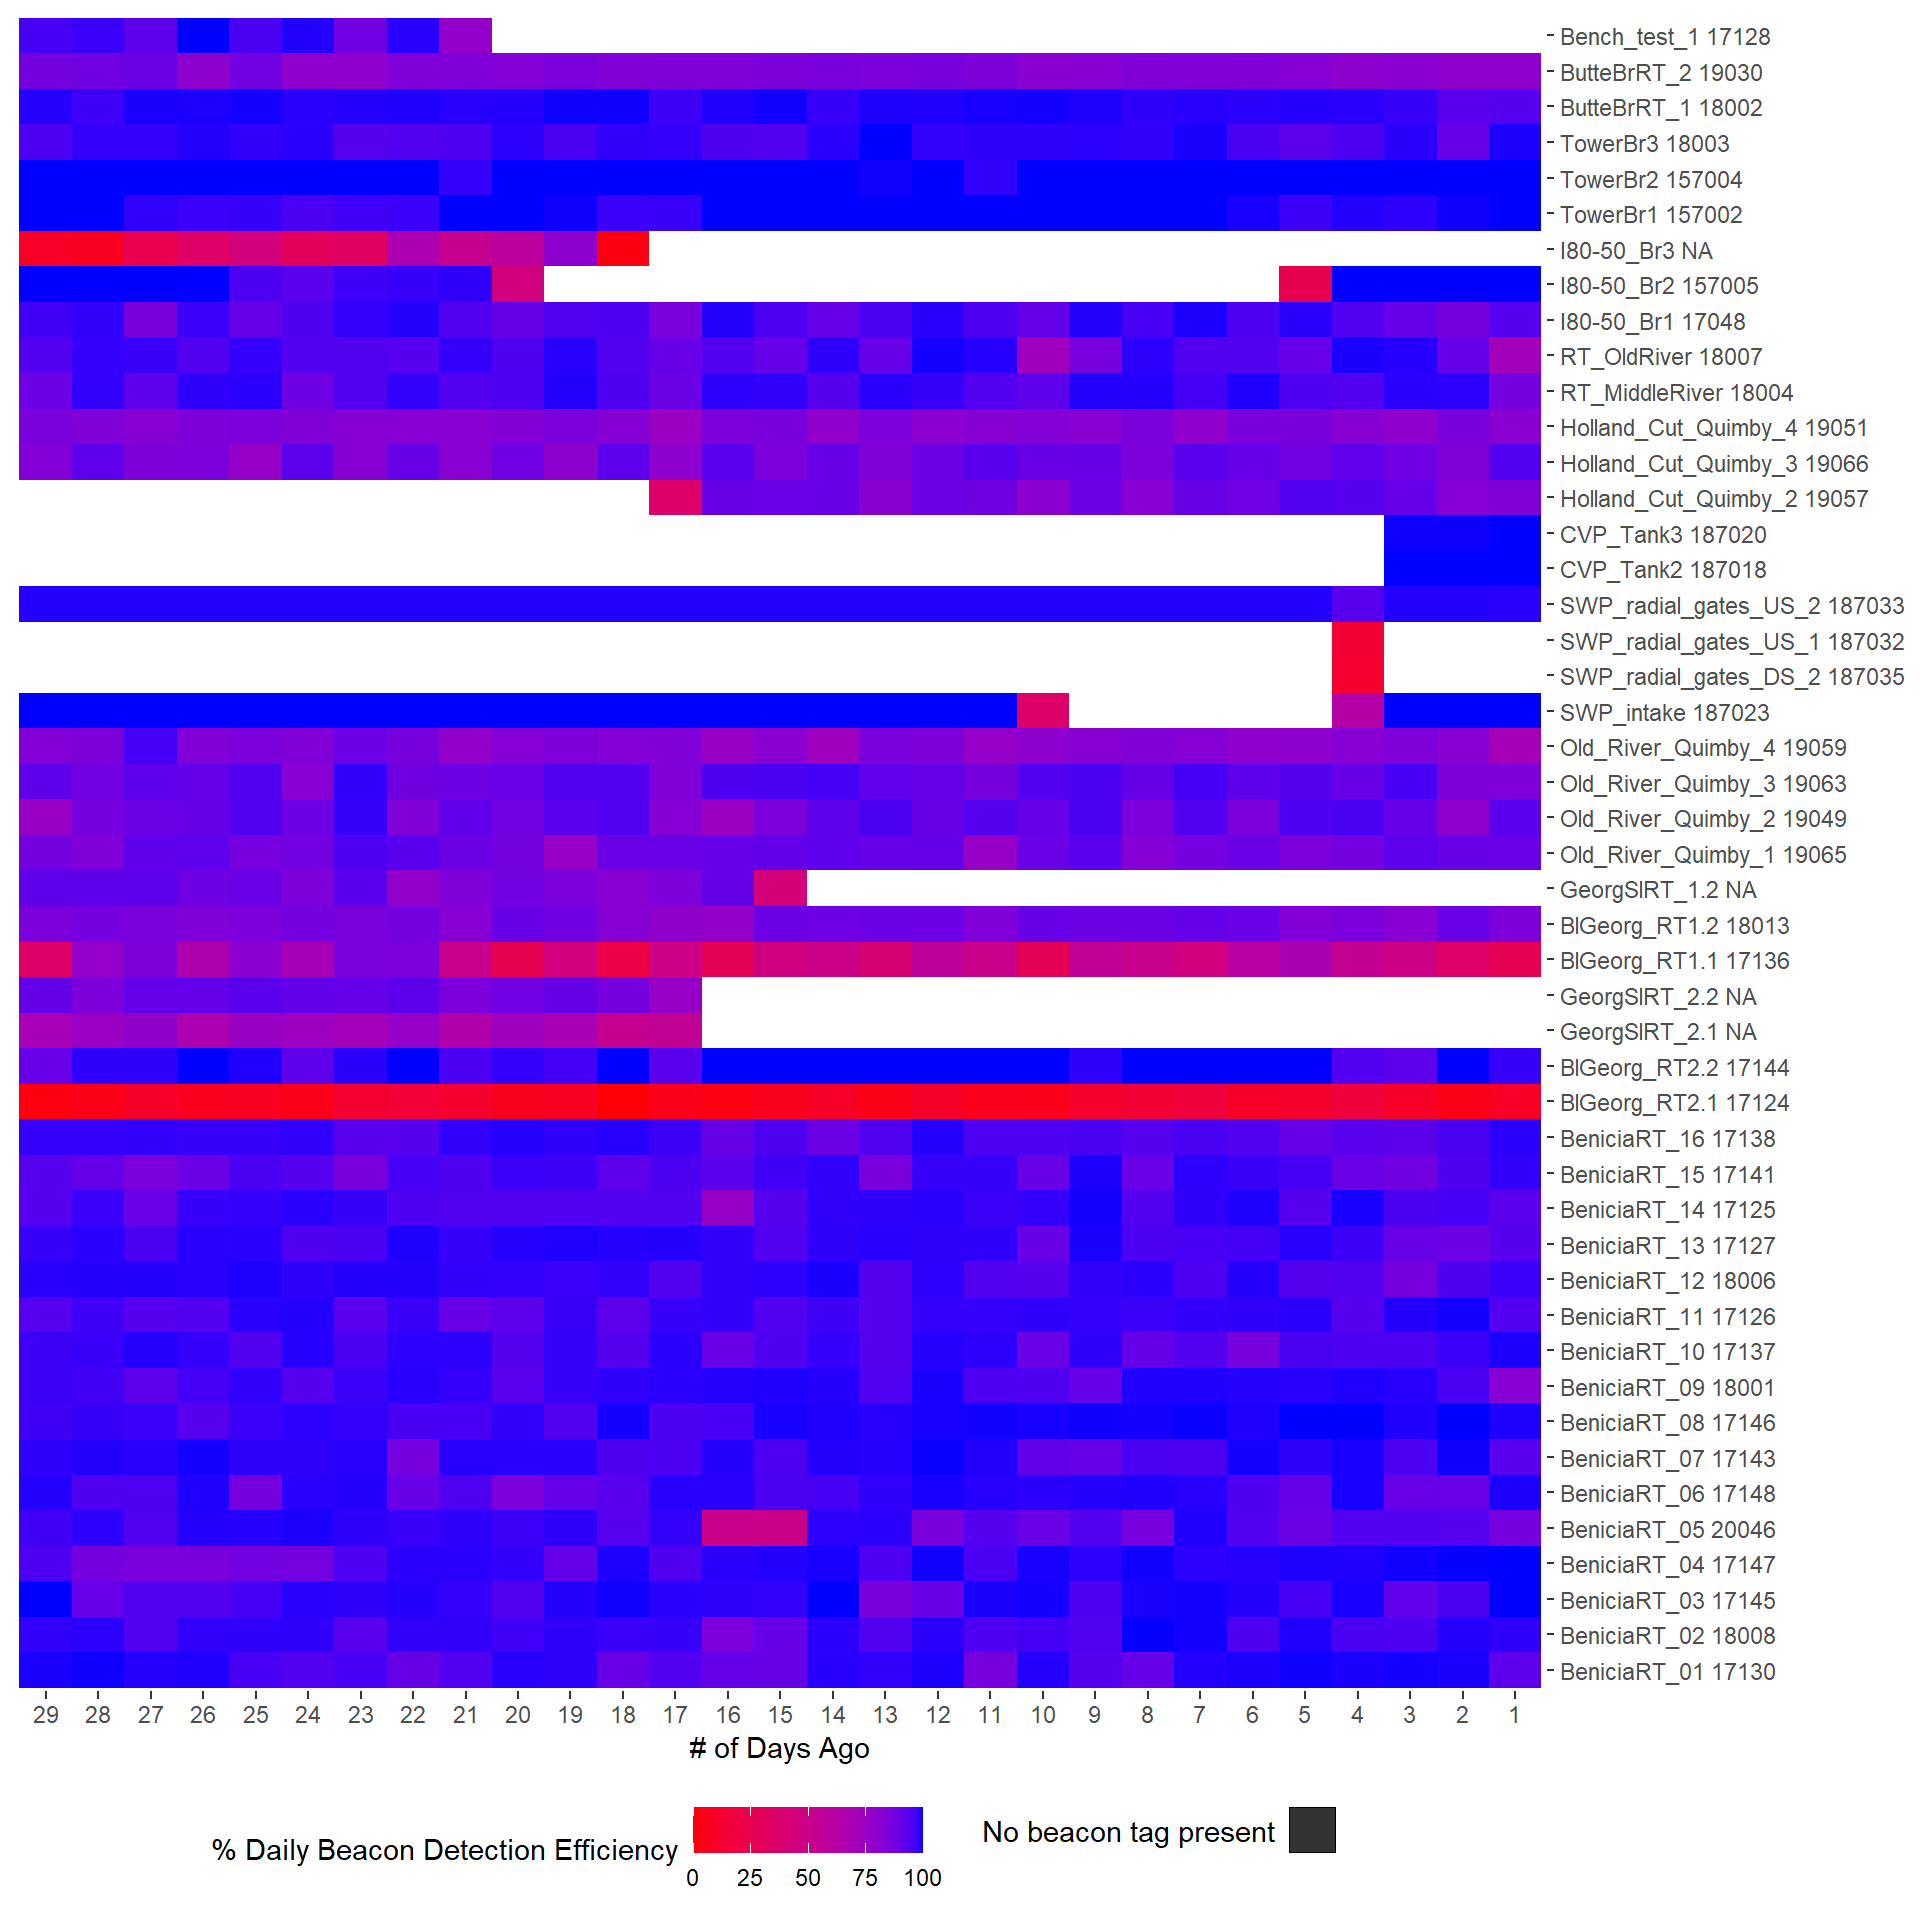 Bench_test_1 17128
ButteBrRT_2 19030
ButteBrRT_1 18002
TowerBr3 18003
TowerBr2 157004
TowerBr1 157002
I80-50_Br3 NA
I80-50_Br2 157005
I80-50_Br1 17048
RT_OldRiver 18007
RT_MiddleRiver 18004
Holland_Cut_Quimby_4 19051
Holland_Cut_Quimby_3 19066
Holland_Cut_Quimby_2 19057
CVP_Tank3 187020
CVP_Tank2 187018
SWP_radial_gates_US_2 187033
SWP_radial_gates_US_1 187032
SWP_radial_gates_DS_2 187035
SWP_intake 187023
Old_River_Quimby_4 19059
Old_River_Quimby_3 19063
Old_River_Quimby_2 19049
Old_River_Quimby_1 19065
GeorgSlRT_1.2 NA
BlGeorg_RT1.2 18013
BlGeorg_RT1.1 17136
GeorgSlRT_2.2 NA
GeorgSlRT_2.1 NA
BlGeorg_RT2.2 17144
BlGeorg_RT2.1 17124
BeniciaRT_16 17138
BeniciaRT_15 17141
BeniciaRT_14 17125
BeniciaRT_13 17127
BeniciaRT_12 18006
BeniciaRT_11 17126
BeniciaRT_10 17137
BeniciaRT_09 18001
BeniciaRT_08 17146
BeniciaRT_07 17143
BeniciaRT_06 17148
BeniciaRT_05 20046
BeniciaRT_04 17147
BeniciaRT_03 17145
BeniciaRT_02 18008
BeniciaRT_01 17130
29 28 27 26 25 24 23 22 21 20 19 18 17 16 15 14 13 12 11 10 9 8 7 6 5 4 3 2 1
# of Days Ago
% Daily Beacon Detection Efficiency
0 25 50 75 100
No beacon tag present